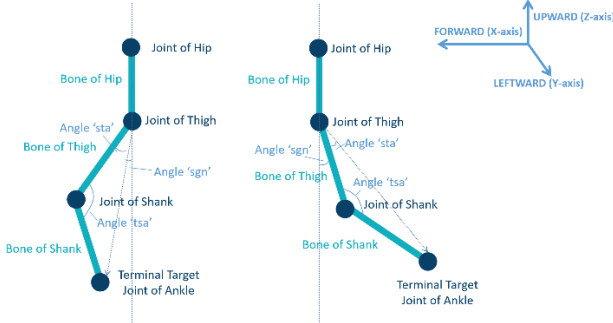 Joint of Hip
Bone of Hip
Joint of Thigh
Angle ‘sta’
Bone of Thigh
Angle ‘sgn’
Joint of Shank
Angle ‘tsa’
Bone of Shank
Terminal Target
Joint of Ankle
Joint of Hip
Bone of Hip
Joint of Thigh
Angle ‘sgn’
Angle ‘sta’
Bone of Thigh
Angle ‘tsa’
Joint of Shank
Bone of Shank
Terminal Target
Joint of Ankle
UPWARD (Z-axis)
FORWARD (X-axis)
LEFTWARD (Y-axis)